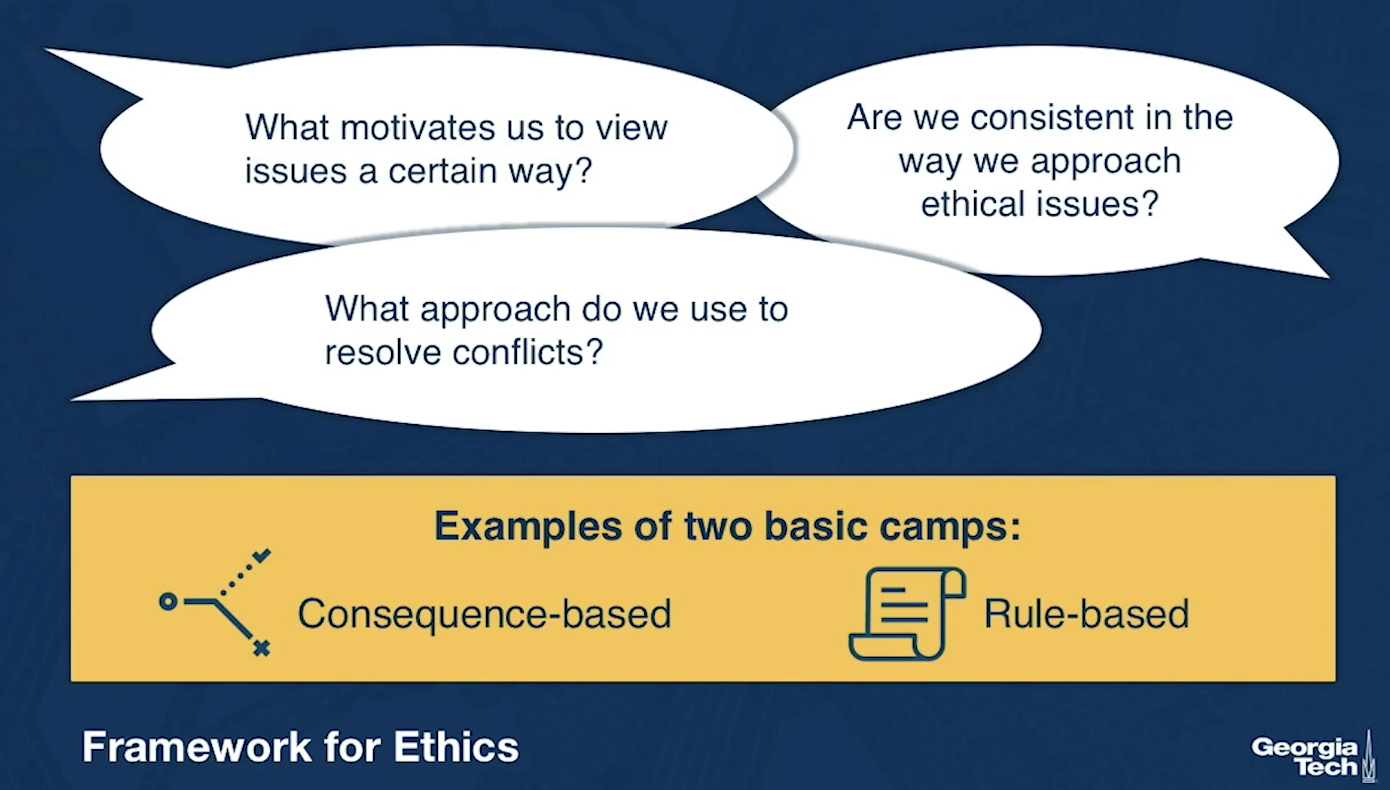 What motivates us to view
issues a certain way?
Are we consistent in the
way we approach
ethical issues?
What approach do we use to
resolve conflicts?
Examples of two basic camps:
Consequence-based
Rule-based
Framework for Ethics
Georgia
Tech